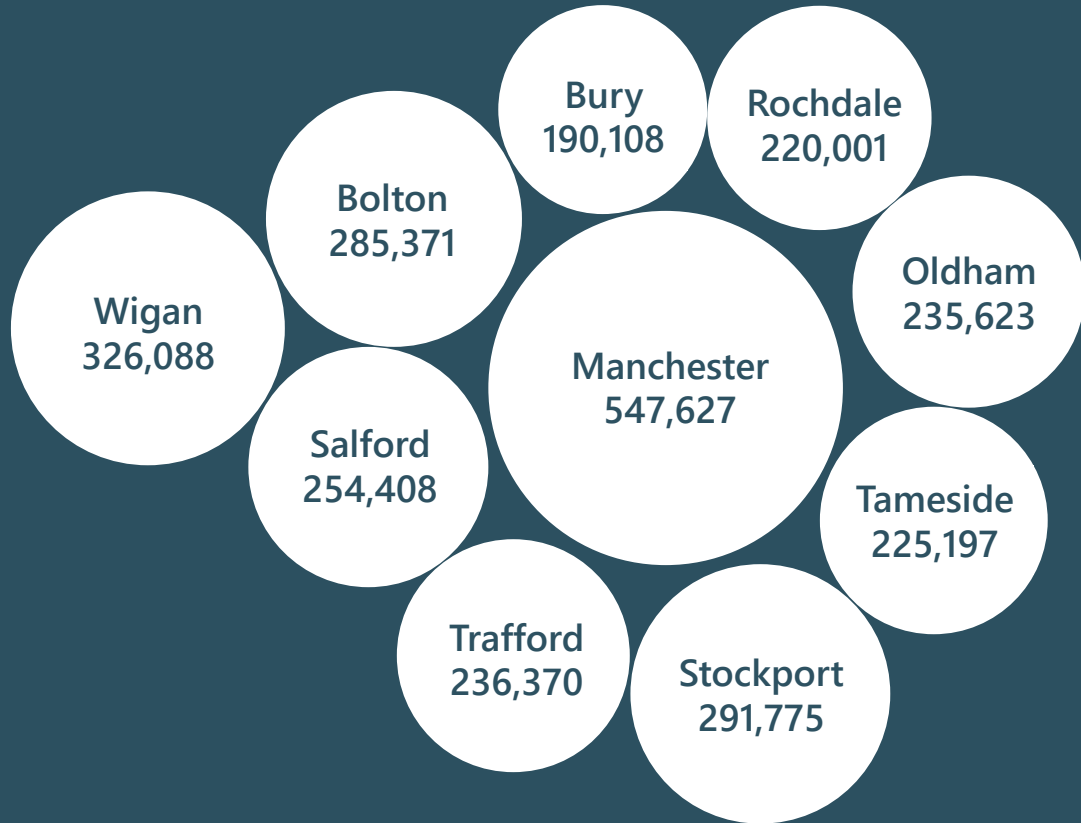 Bury
190,108
Rochdale
220,001
Bolton
285,371
Oldham
235,623
Wigan
326,088
Manchester
547,627
Salford
254,408
Tameside
225,197
Trafford
236,370
Stockport
291,775